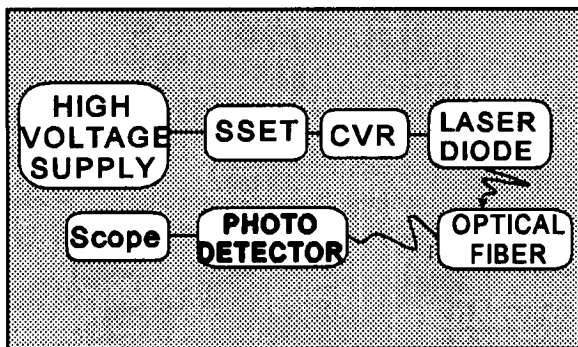 HIGH
VOLTAGE
SUPPLY
SSET
CVR
LASER
DIODE
Scope
PHOTO
DETECTOR
OPTICAL
FIBER